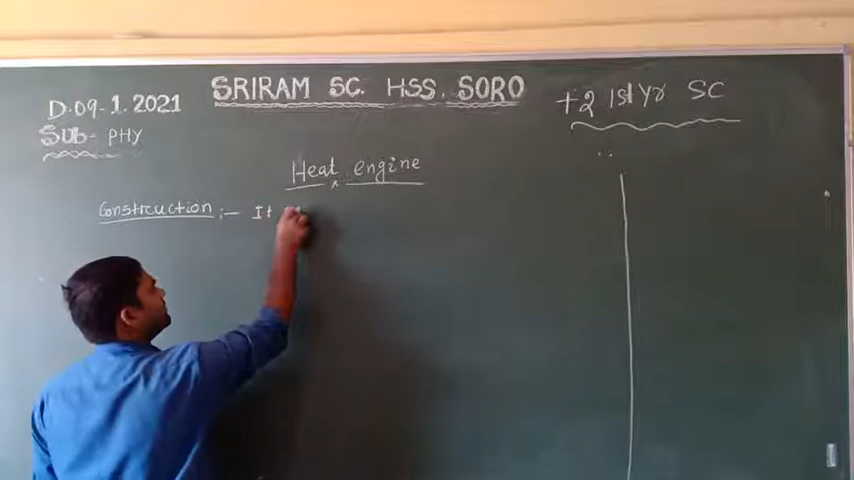 D.09-1.2021
SRIRAM SC. HSS. SORO
+2 1st Yr SC
Sub- PHY
Heat engine
Construction :- It